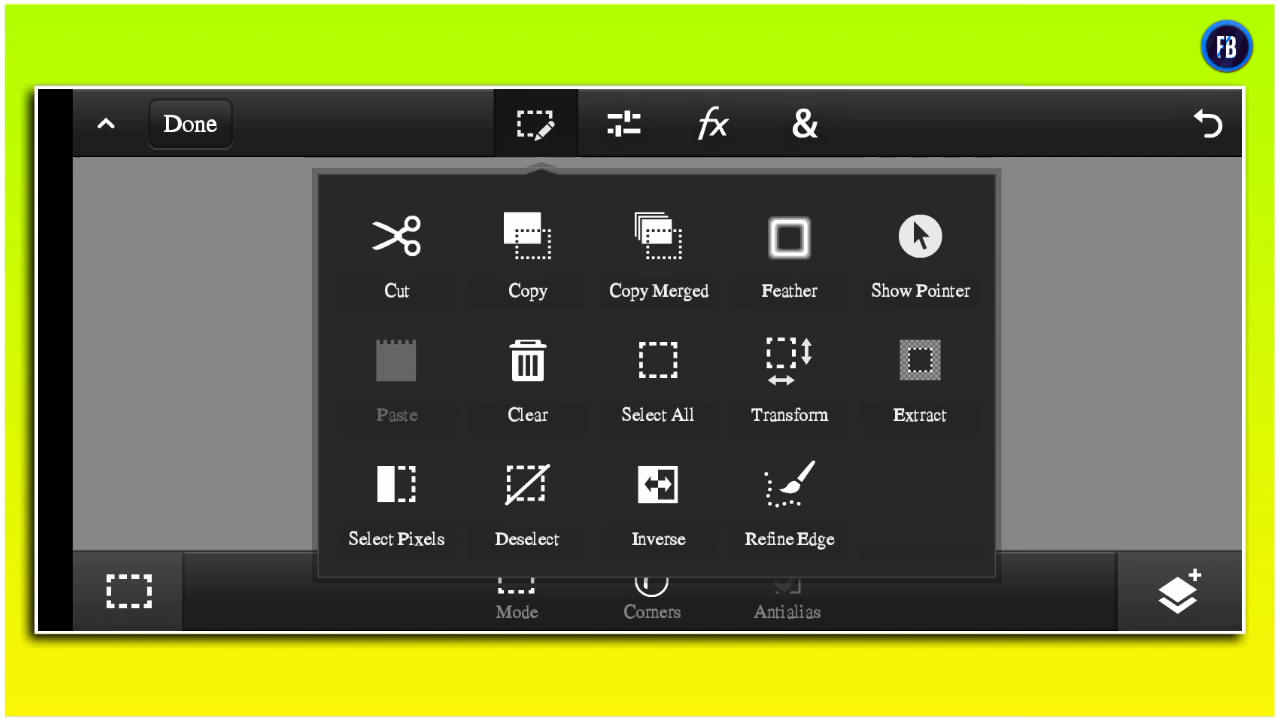 FB
Done
fx
&
Cut
Copy
Copy Merged
Feather
Show Pointer
Paste
Clear
Select All
Transform
Extract
Select Pixels
Deselect
Inverse
Refine Edge
Mode
Corners
Antialias